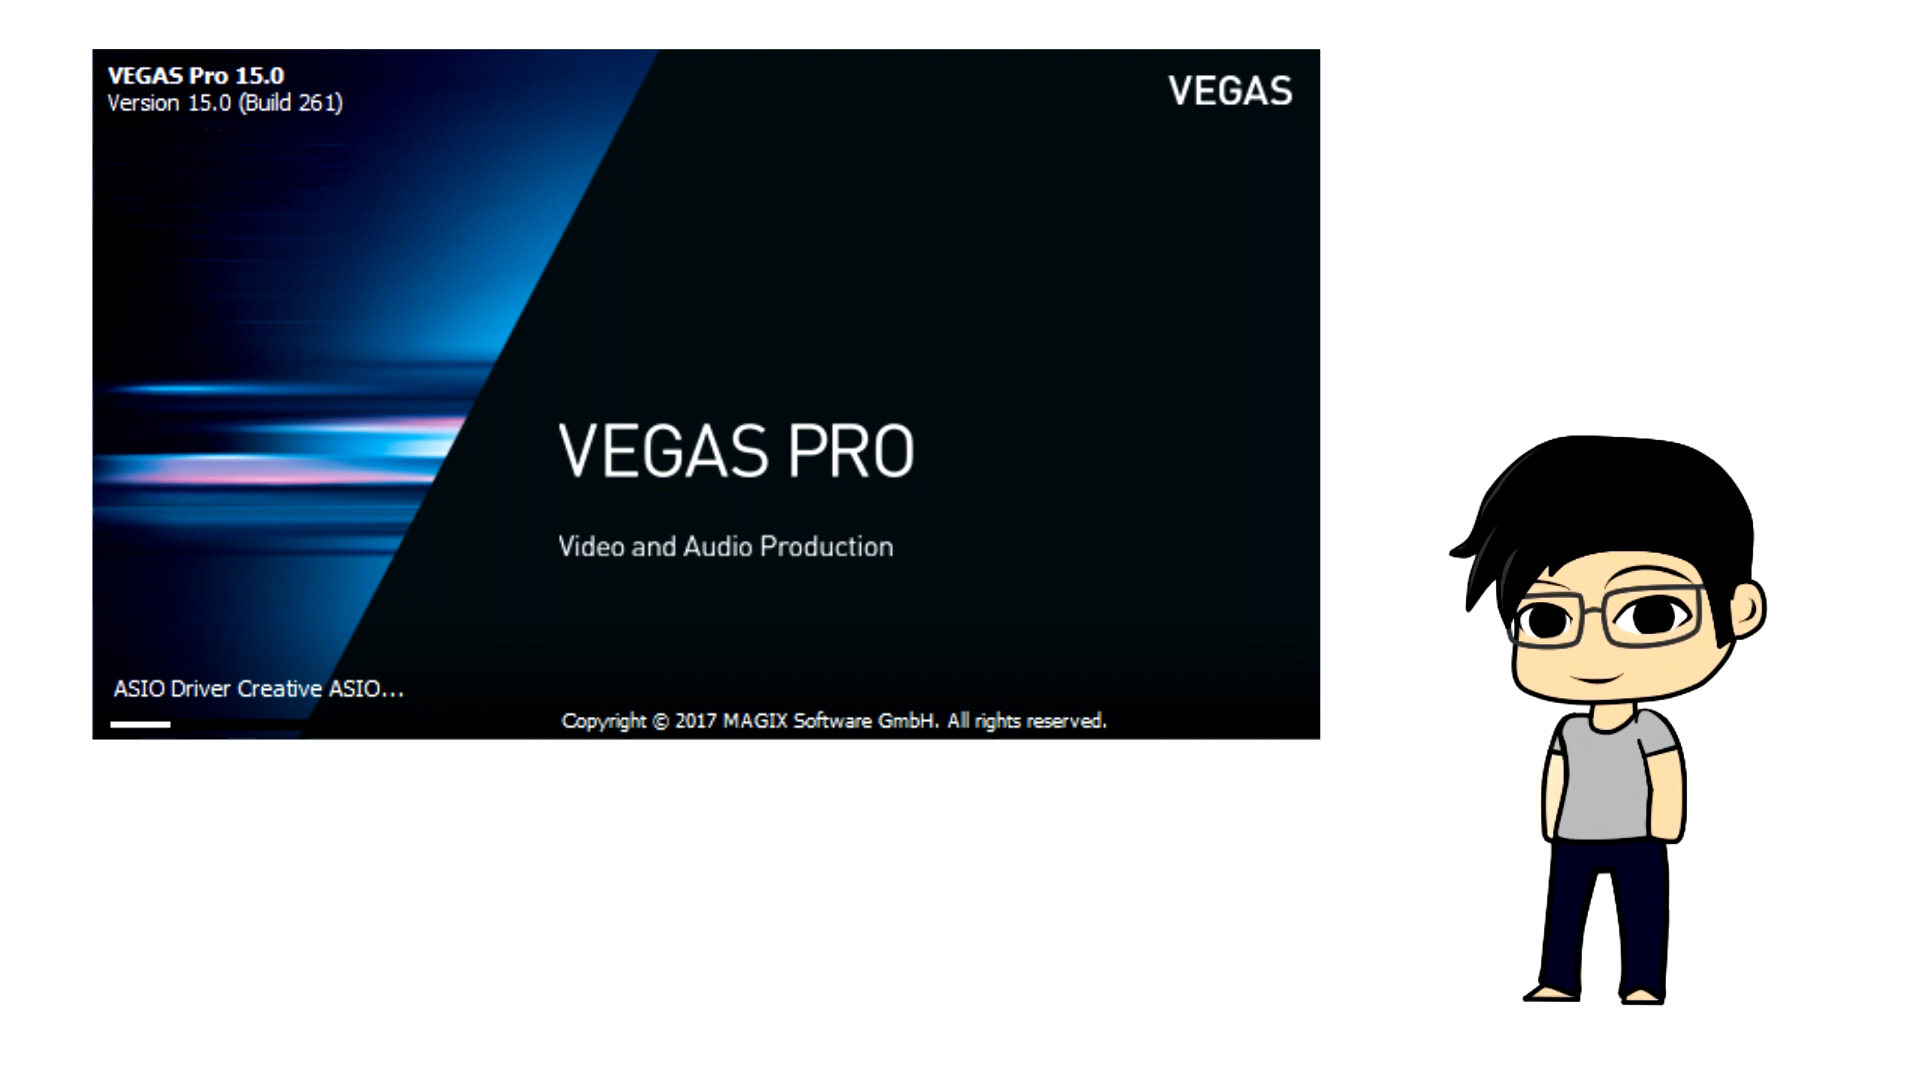 VEGAS Pro 15.0
Version 15.0 (Build 261)
VEGAS
VEGAS PRO
Video and Audio Production
ASIO Driver Creative ASIO...
Copyright © 2017 MAGIX Software GmbH. All rights reserved.